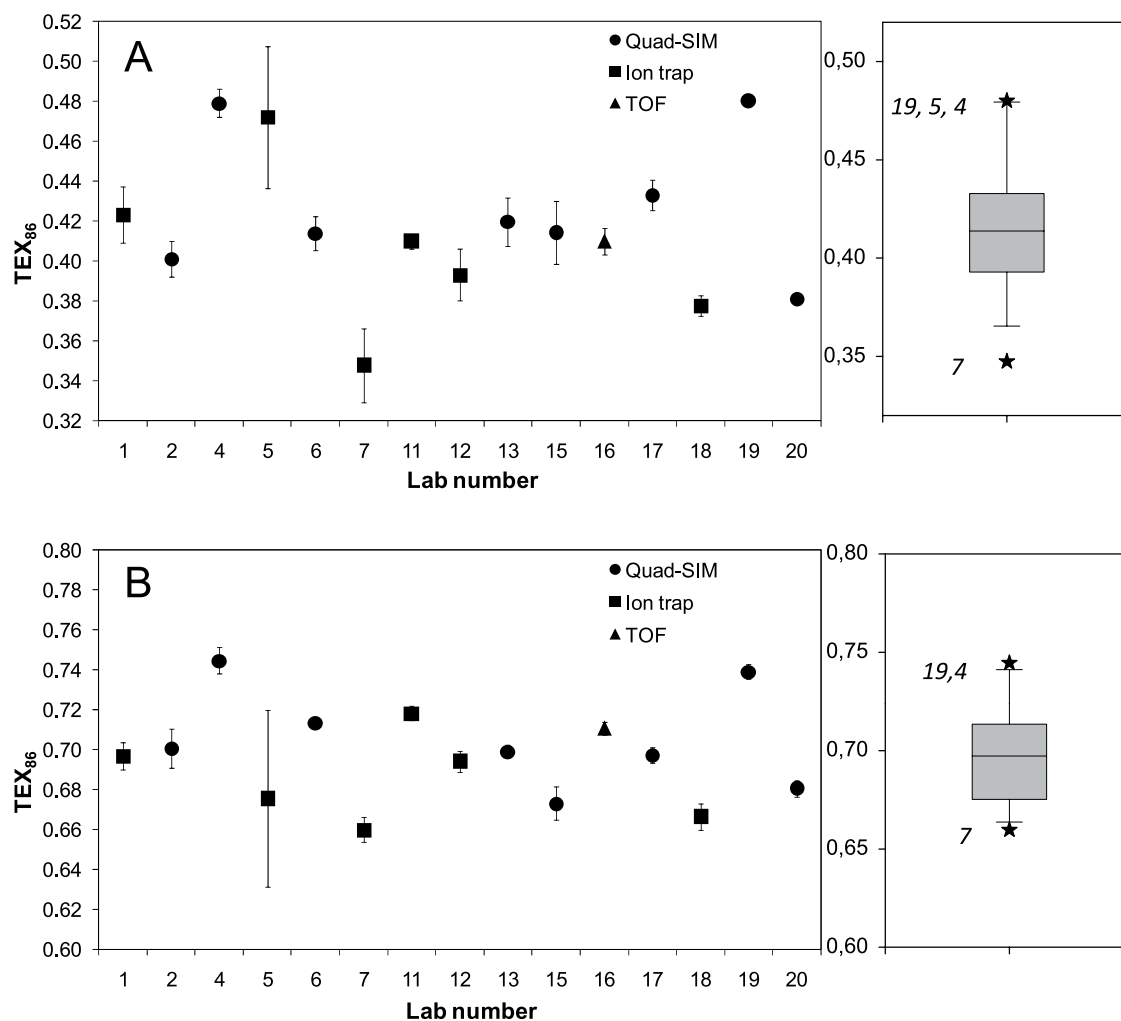 A
Quad-SIM
Ion trap
TOF
0.52
0.50
0.48
0.46
0.44
0.42
0.40
0.38
0.36
0.34
0.32
TEX86
1 2 4 5 6 7 11 12 13 15 16 17 18 19 20
Lab number
0,50
0,45
0,40
0,35
19, 5, 4
7
B
Quad-SIM
Ion trap
TOF
0.80
0.78
0.76
0.74
0.72
0.70
0.68
0.66
0.64
0.62
0.60
TEX86
1 2 4 5 6 7 11 12 13 15 16 17 18 19 20
Lab number
0,80
0,75
0,70
0,65
0,60
19,4
7